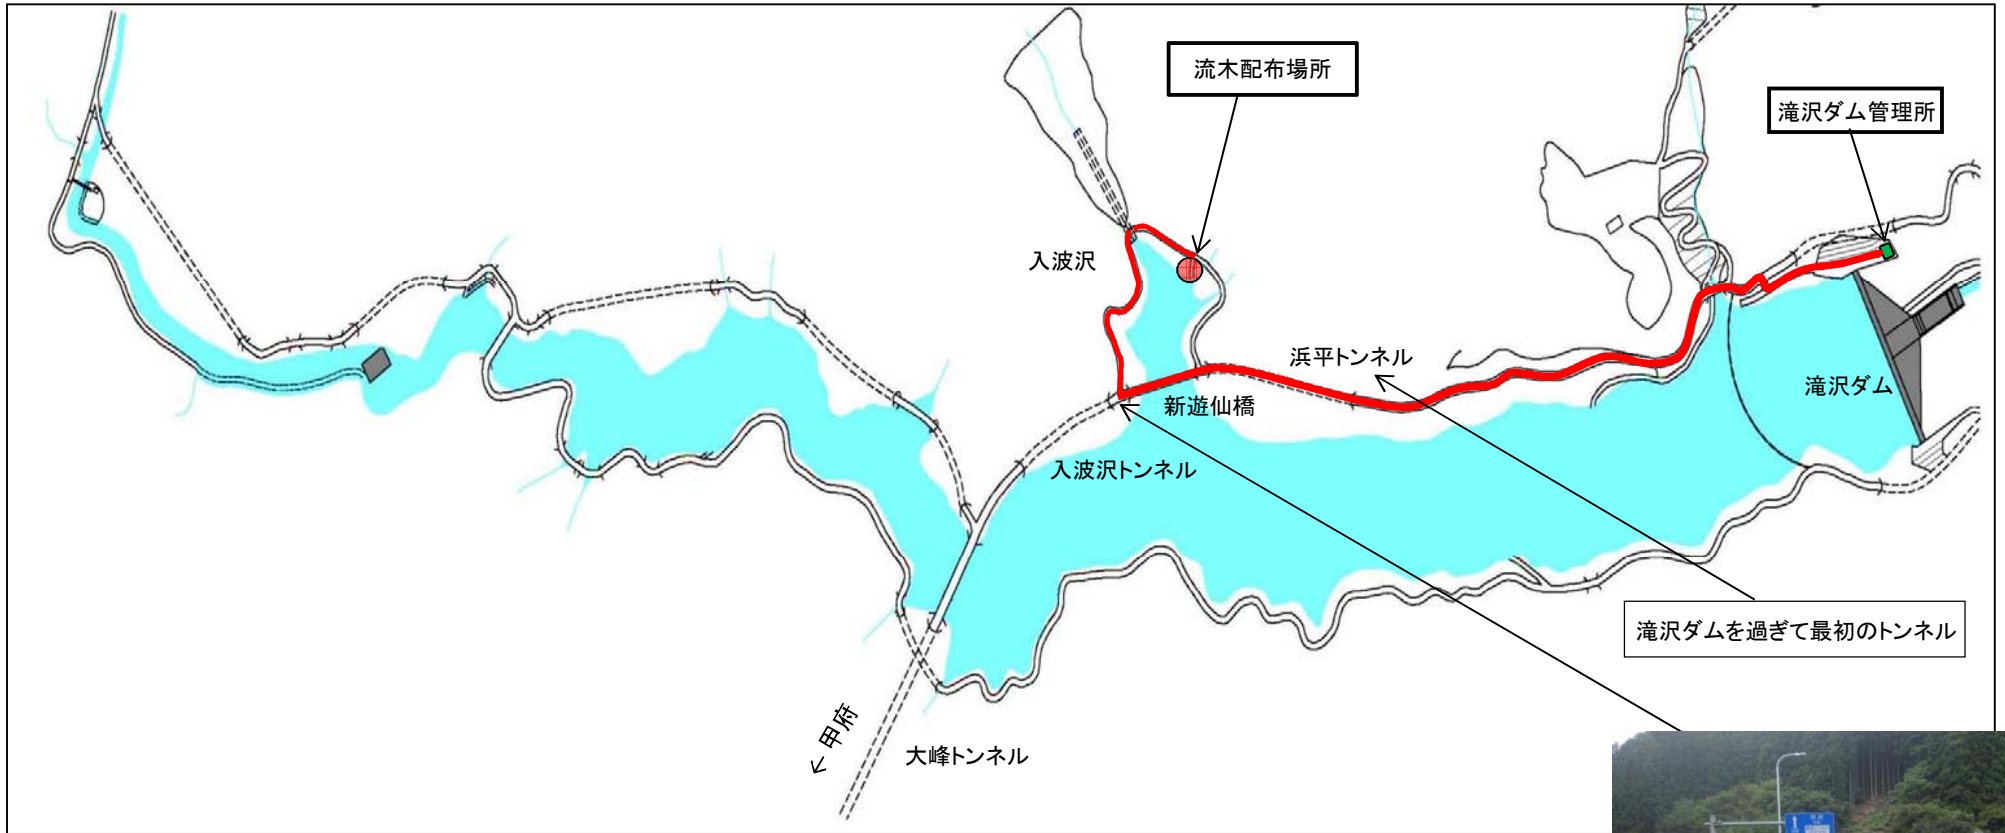 流木配布場所
滝沢ダム管理所
入波沢
浜平トンネル
滝沢ダム
新遊仙橋
入波沢トンネル
滝沢ダムを過ぎて最初のトンネル
← 甲府
大峰トンネル